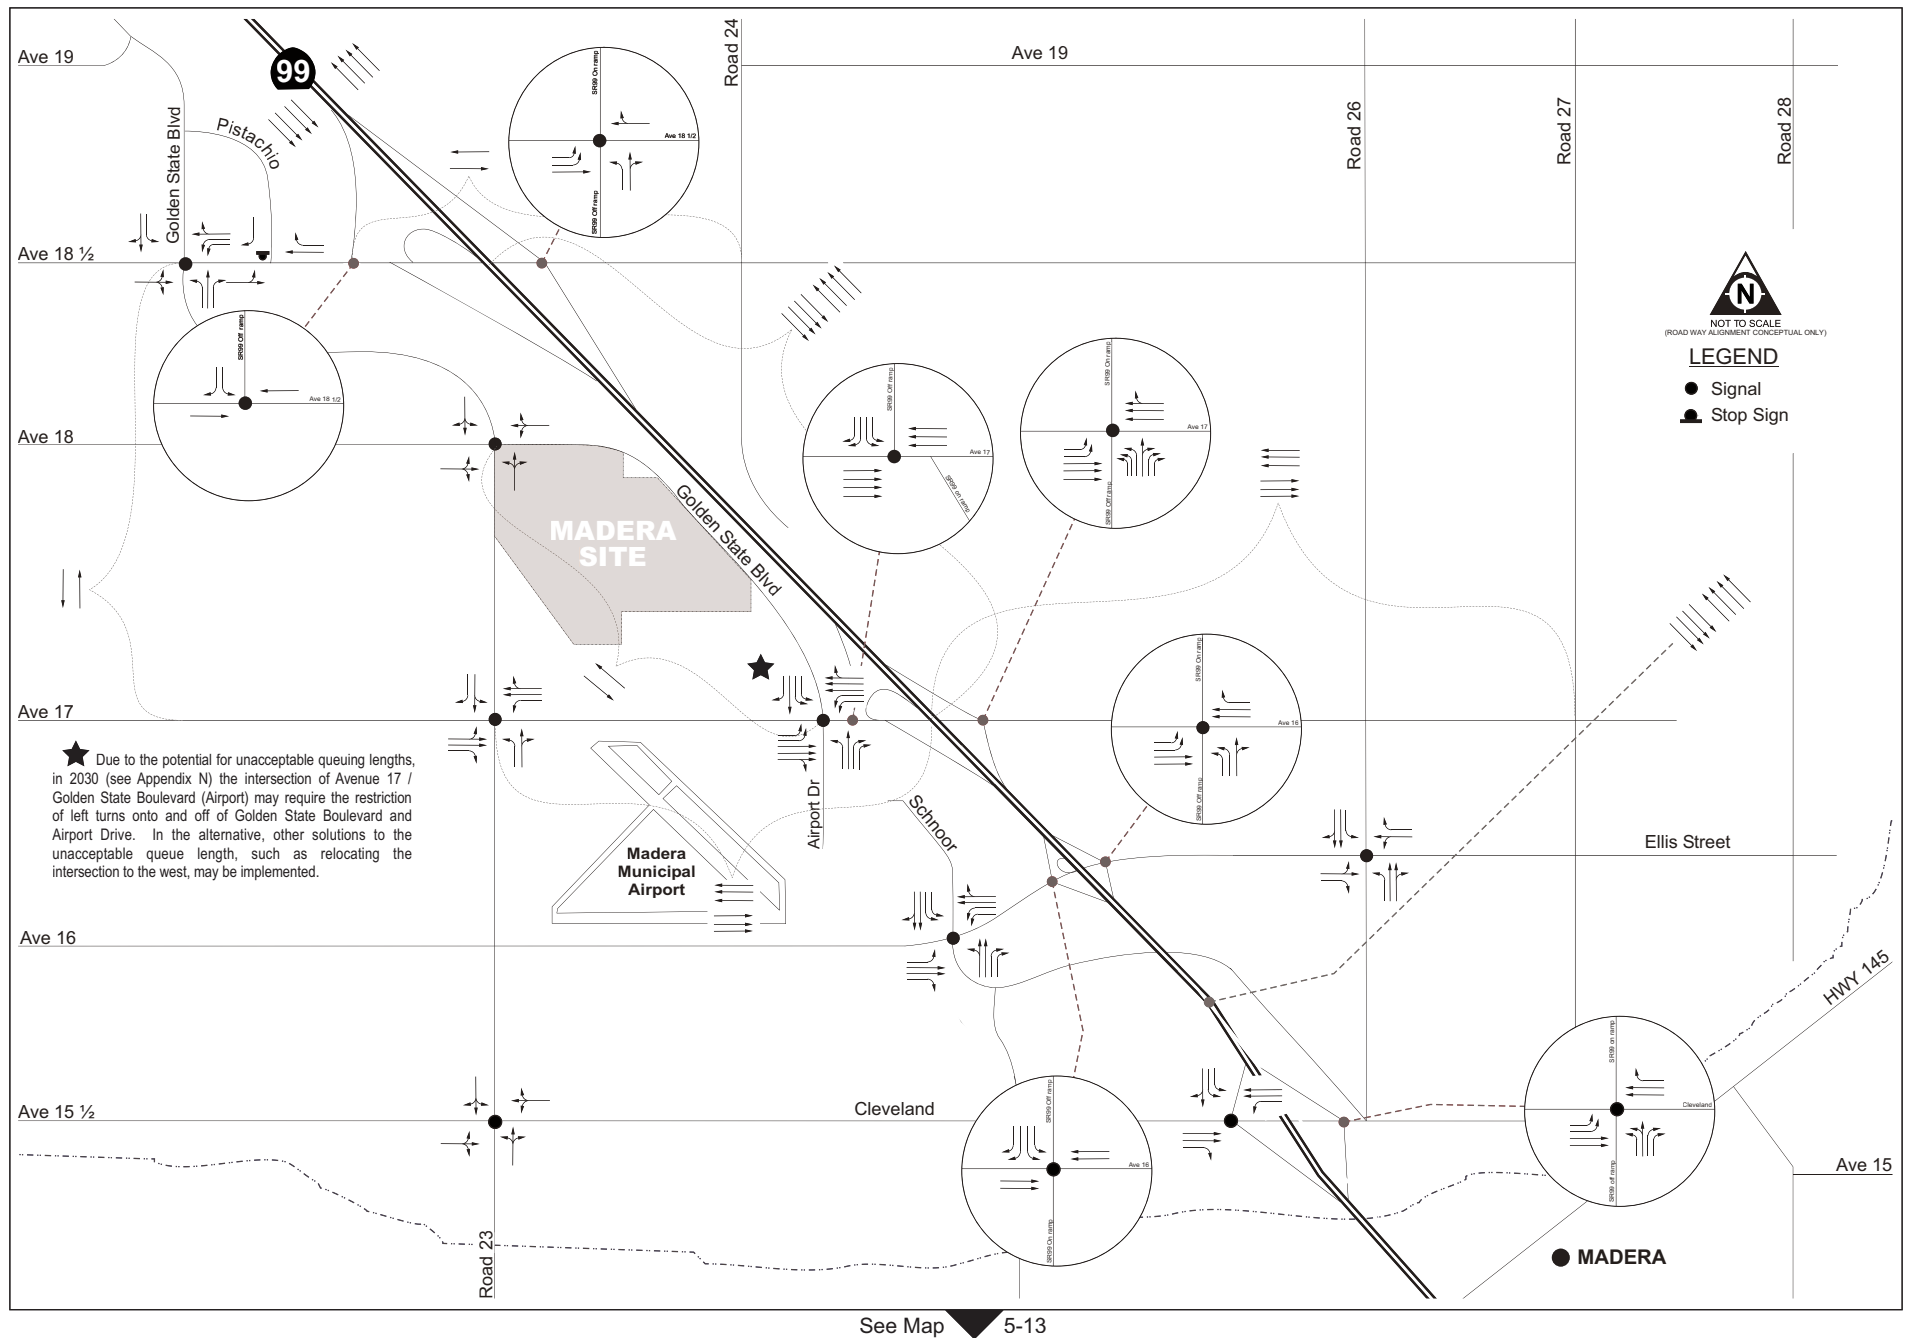 Ave 19
99
Golden State Blvd
Pistachio
SR99 On ramp
Ave 18 1/2
SR99 Off ramp
Road 24
Ave 19
Road 26
Road 27
Road 28
Ave 18 ½
SR99 Off ramp
Ave 18 1/2
N
NOT TO SCALE
(ROAD WAY ALIGNMENT CONCEPTUAL ONLY)
LEGEND
Signal
Stop Sign
Ave 18
MADERA
SITE
Golden State Blvd
SR99 Off ramp
Ave 17
SR99 on ramp
SR99 On ramp
Ave 17
SR99 Off ramp
Ave 17
Due to the potential for unacceptable queuing lengths,
in 2030 (see Appendix N) the intersection of Avenue 17 /
Golden State Boulevard (Airport) may require the restriction
of left turns onto and off of Golden State Boulevard and
Airport Drive. In the alternative, other solutions to the
unacceptable queue length, such as relocating the
intersection to the west, may be implemented.
Airport Dr
Schnoor
SR99 On ramp
Ave 16
SR99 Off ramp
Madera
Municipal
Airport
Ellis Street
Ave 16
HWY 145
Ave 15 ½
Cleveland
SR99 Off ramp
Ave 16
SR99 On ramp
SR99 on ramp
Cleveland
SR99 off ramp
Ave 15
Road 23
MADERA
See Map
5-13